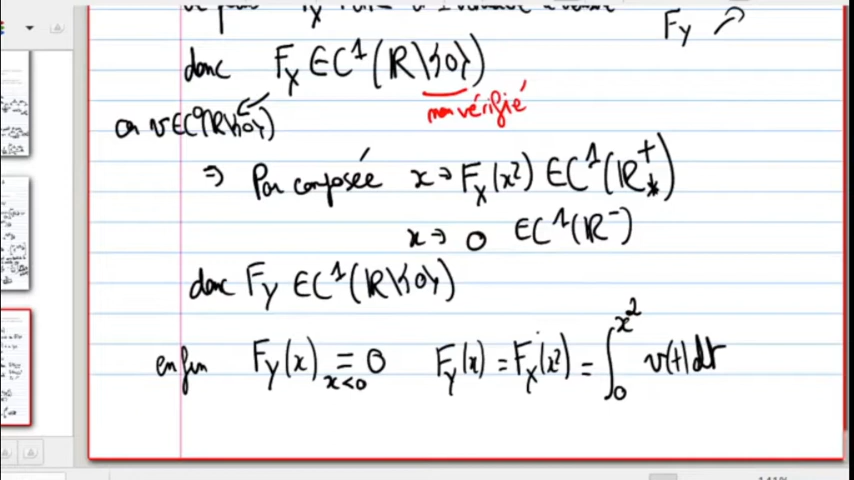 F_Y
donc F_X ∈ C¹(ℝ\{0})
non vérifié
on v ∈ C⁰(ℝ\{0})
⇒ Par composée x → F_X(x²) ∈ C¹(ℝ⁺_*)
x → 0 ∈ C¹(ℝ⁻)
donc F_Y ∈ C¹(ℝ\{0})
enfin F_Y(x) =_{x<0} 0 F_Y(x) = F_X(x²) = ∫₀^{x²} v(t)dt